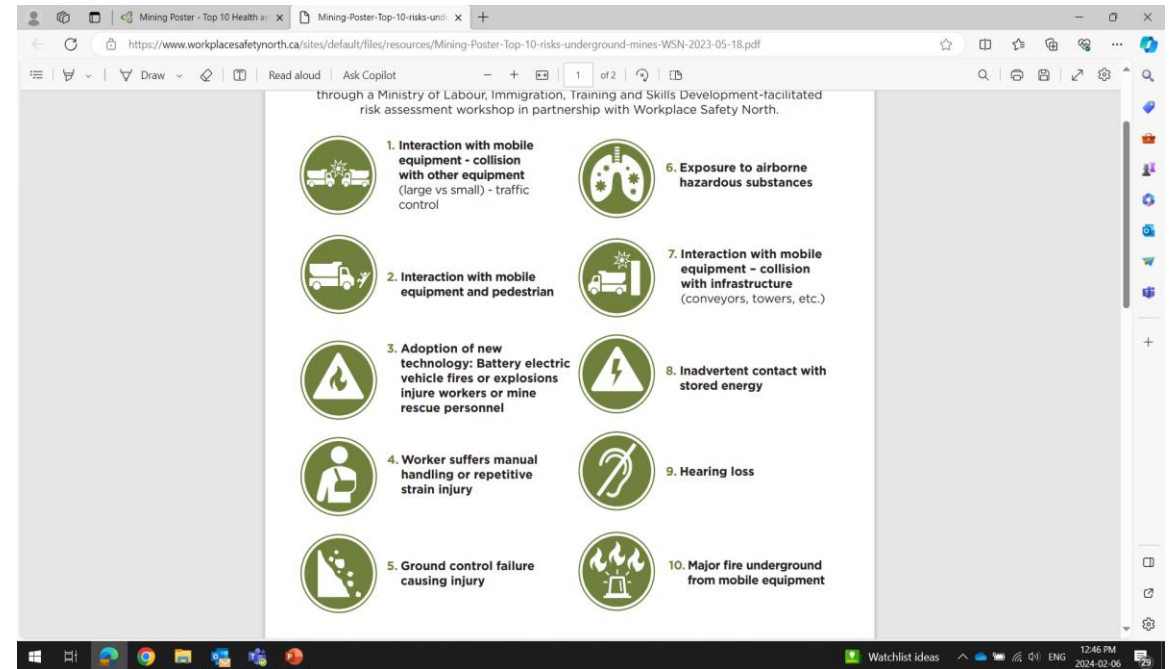 Mining Poster - Top 10 Health an
Mining-Poster-Top-10-risks-und
https://www.workplacesafetynorth.ca/sites/default/files/resources/Mining-Poster-Top-10-risks-underground-mines-WSN-2023-05-18.pdf
Draw
Read aloud
Ask Copilot
1 of 2
through a Ministry of Labour, Immigration, Training and Skills Development-facilitated
risk assessment workshop in partnership with Workplace Safety North.
1. Interaction with mobile
equipment - collision
with other equipment
(large vs small) - traffic
control
2. Interaction with mobile
equipment and pedestrian
3. Adoption of new
technology: Battery electric
vehicle fires or explosions
injure workers or mine
rescue personnel
4. Worker suffers manual
handling or repetitive
strain injury
5. Ground control failure
causing injury
6. Exposure to airborne
hazardous substances
7. Interaction with mobile
equipment – collision
with infrastructure
(conveyors, towers, etc.)
8. Inadvertent contact with
stored energy
9. Hearing loss
10. Major fire underground
from mobile equipment
Watchlist ideas
ENG
12:46 PM
2024-02-06
29